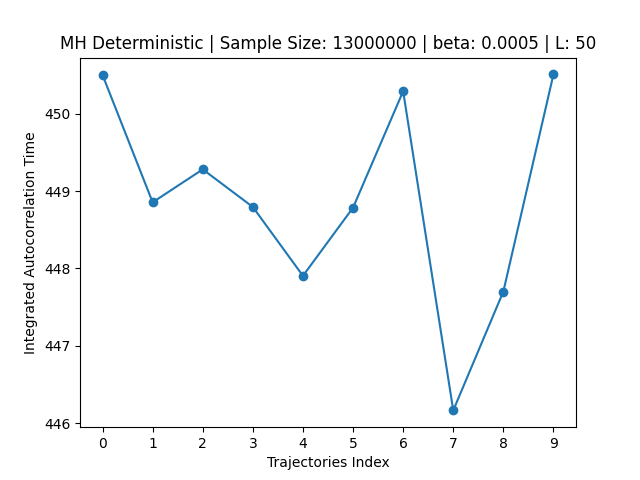 MH Deterministic | Sample Size: 13000000 | beta: 0.0005 | L: 50
Integrated Autocorrelation Time
450
449
448
447
446
0 1 2 3 4 5 6 7 8 9
Trajectories Index